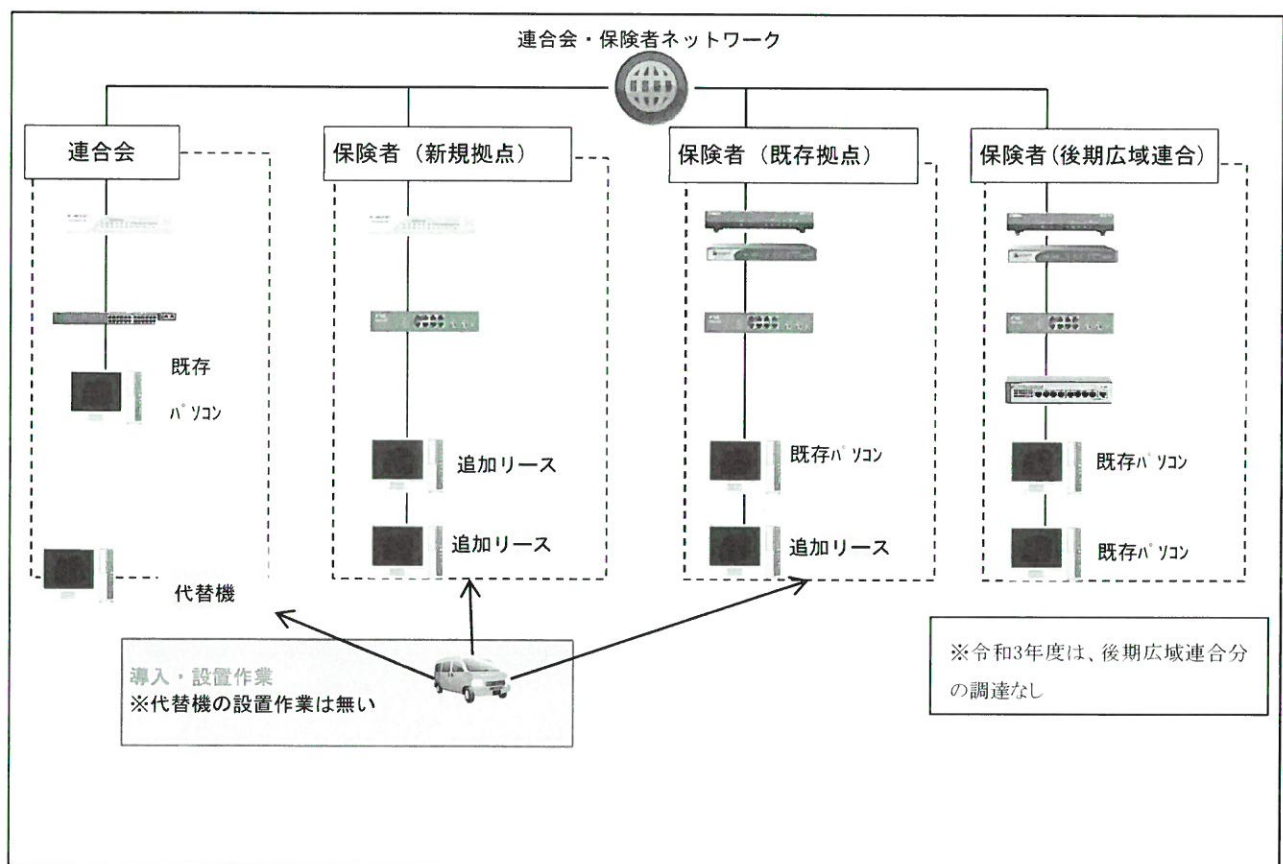 連合会・保険者ネットワーク
連合会
保険者（新規拠点）
保険者（既存拠点）
保険者(後期広域連合)
既存
パソコン
追加リース
追加リース
既存パソコン
追加リース
既存パソコン
既存パソコン
代替機
導入・設置作業
※代替機の設置作業は無い
※令和3年度は、後期広域連合分
の調達なし